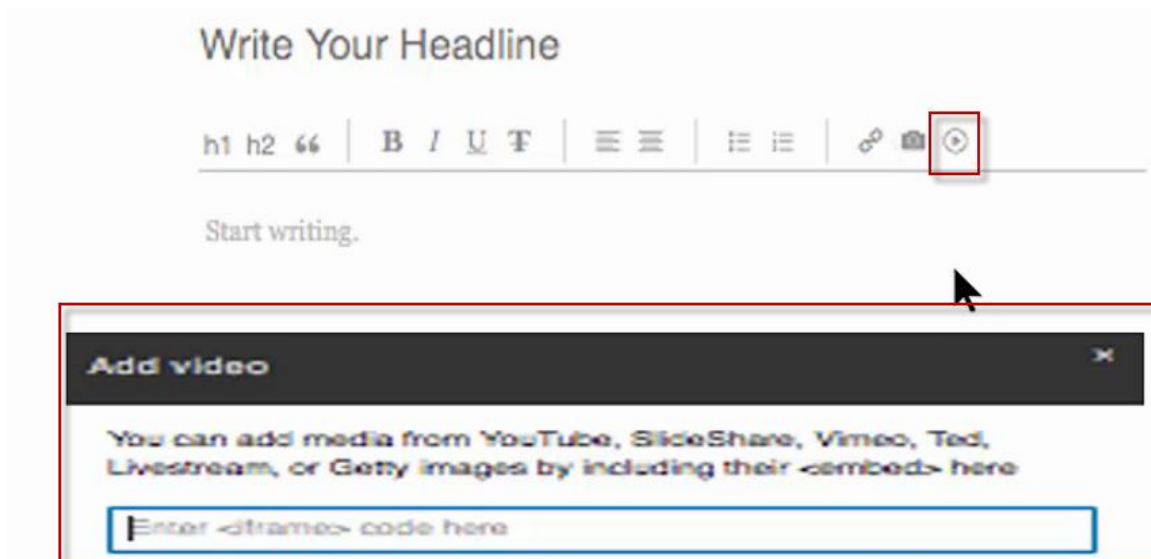 Write Your Headline
h1 h2 “ B I U T
Start writing.
Add video ×
You can add media from YouTube, SlideShare, Vimeo, Ted,
Livestream, or Getty images by including their <embed> here
Enter <iframe> code here